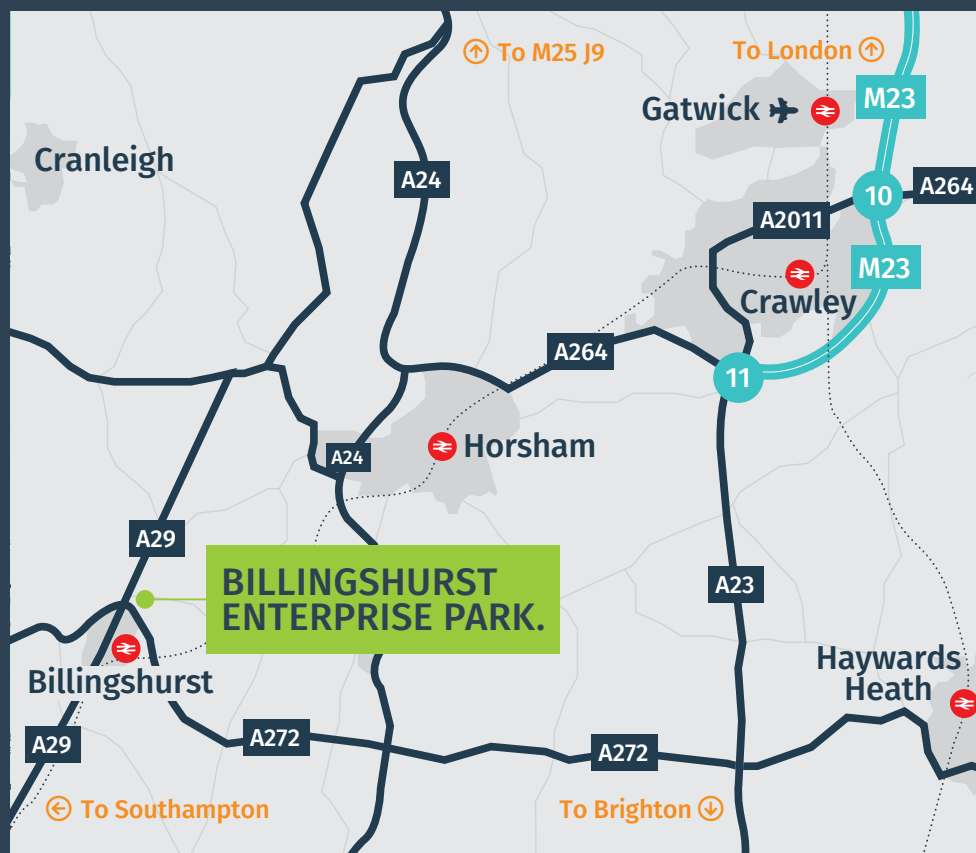 To M25 J9
To London
M23
Gatwick
Cranleigh
A24
10
A264
A2011
M23
Crawley
A264
11
Horsham
A24
A29
BILLINGSHURST
ENTERPRISE PARK.
A23
Haywards
Heath
Billingshurst
A29
A272
A272
To Southampton
To Brighton